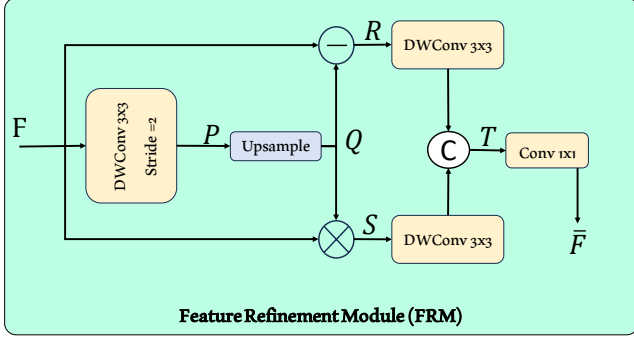 R
DWConv 3x3
F
DWConv 3x3
Stride =2
P
Upsample
Q
C
T
Conv 1x1
S
DWConv 3x3
F̄
Feature Refinement Module (FRM)